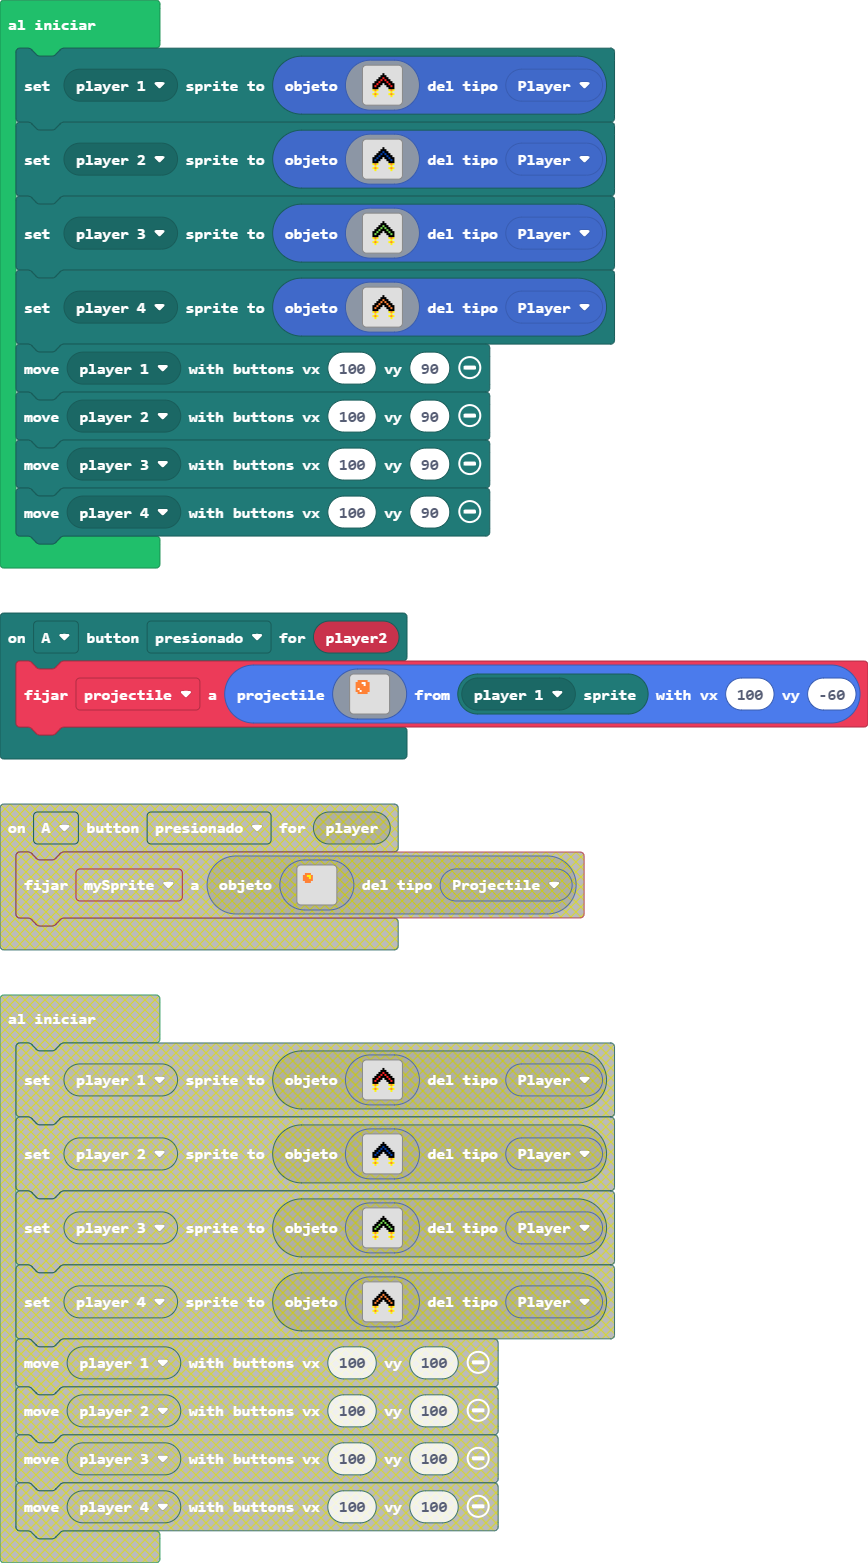 al iniciar
set player 1 sprite to objeto del tipo Player
set player 2 sprite to objeto del tipo Player
set player 3 sprite to objeto del tipo Player
set player 4 sprite to objeto del tipo Player
move player 1 with buttons vx 100 vy 90
move player 2 with buttons vx 100 vy 90
move player 3 with buttons vx 100 vy 90
move player 4 with buttons vx 100 vy 90
on A button presionado for player2
fijar projectile a projectile from player 1 sprite with vx 100 vy -60
on A button presionado for player
fijar mySprite a objeto del tipo Projectile
al iniciar
set player 1 sprite to objeto del tipo Player
set player 2 sprite to objeto del tipo Player
set player 3 sprite to objeto del tipo Player
set player 4 sprite to objeto del tipo Player
move player 1 with buttons vx 100 vy 100
move player 2 with buttons vx 100 vy 100
move player 3 with buttons vx 100 vy 100
move player 4 with buttons vx 100 vy 100